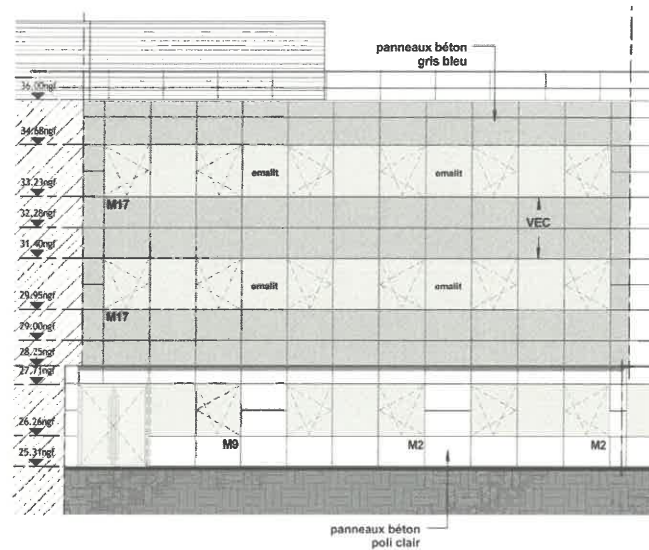 panneaux béton
gris bleu
36.00ngf
34.68ngf
emalit
emalit
33.23ngf
M17
32.28ngf
VEC
31.40ngf
emalit
emalit
29.95ngf
M17
29.00ngf
28.25ngf
27.71ngf
26.26ngf
M9
M2
M2
25.31ngf
panneaux béton
poli clair